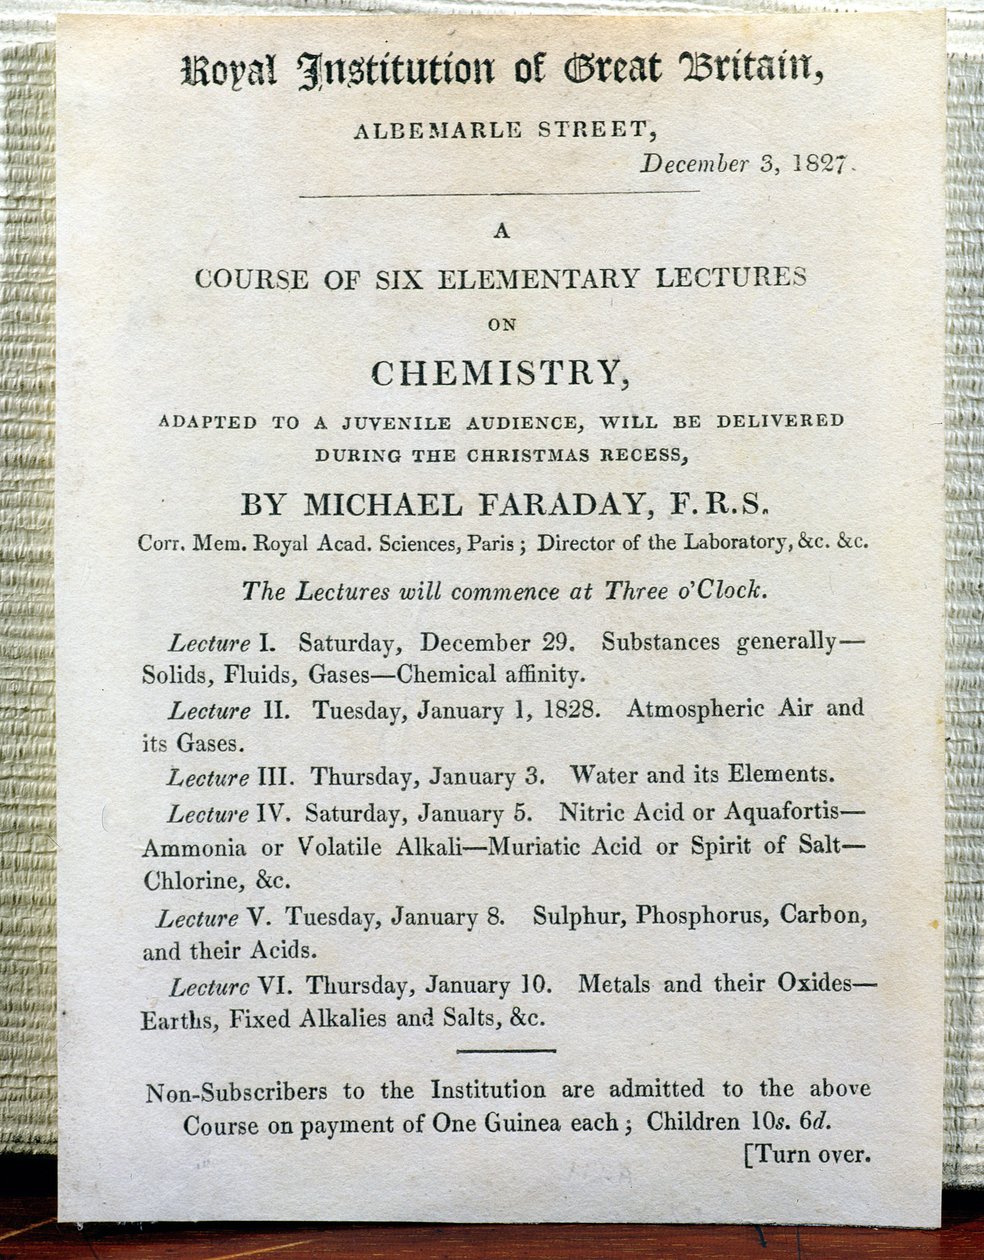 Royal Institution of Great Britain,
ALBEMARLE STREET,
December 3, 1827.
A
COURSE OF SIX ELEMENTARY LECTURES
ON
CHEMISTRY,
ADAPTED TO A JUVENILE AUDIENCE, WILL BE DELIVERED
DURING THE CHRISTMAS RECESS,
BY MICHAEL FARADAY, F.R.S.
Corr. Mem. Royal Acad. Sciences, Paris; Director of the Laboratory, &c. &c.
The Lectures will commence at Three o'Clock.
Lecture I. Saturday, December 29. Substances generally—
Solids, Fluids, Gases—Chemical affinity.
Lecture II. Tuesday, January 1, 1828. Atmospheric Air and
its Gases.
Lecture III. Thursday, January 3. Water and its Elements.
Lecture IV. Saturday, January 5. Nitric Acid or Aquafortis—
Ammonia or Volatile Alkali—Muriatic Acid or Spirit of Salt—
Chlorine, &c.
Lecture V. Tuesday, January 8. Sulphur, Phosphorus, Carbon,
and their Acids.
Lecture VI. Thursday, January 10. Metals and their Oxides—
Earths, Fixed Alkalies and Salts, &c.
Non-Subscribers to the Institution are admitted to the above
Course on payment of One Guinea each; Children 10s. 6d.
[Turn over.